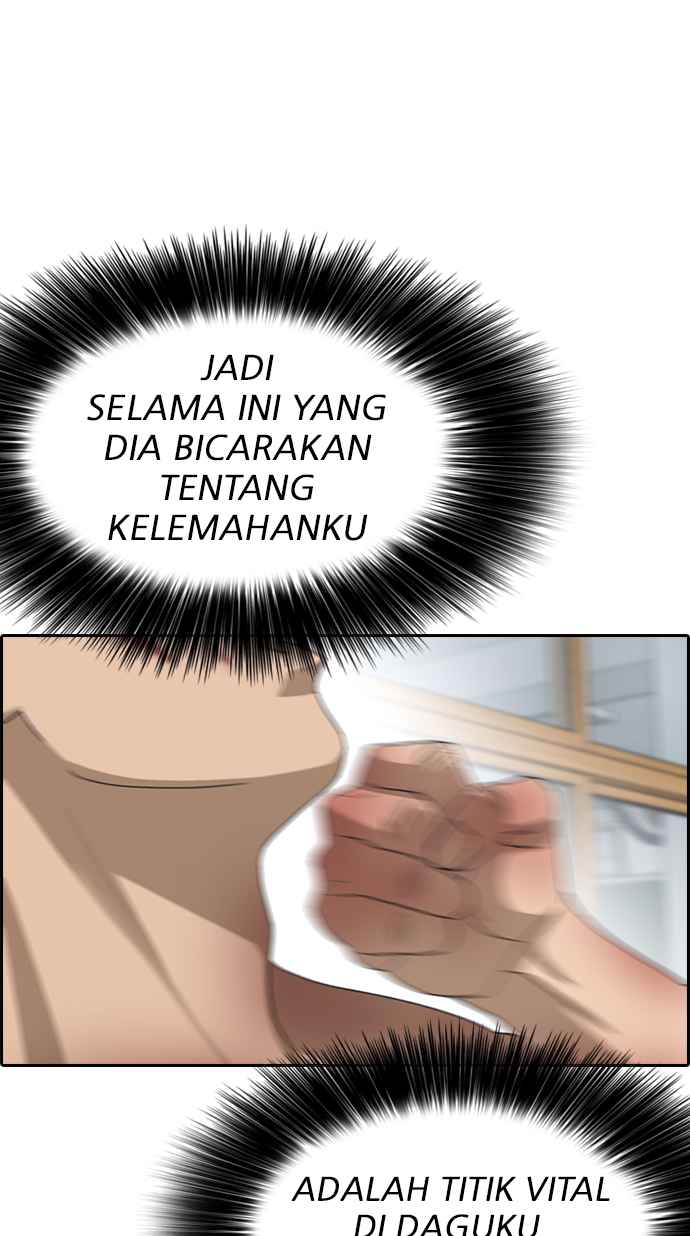 JADI
SELAMA INI YANG
DIA BICARAKAN
TENTANG
KELEMAHANKU
ADALAH TITIK VITAL
DI DAGUKU